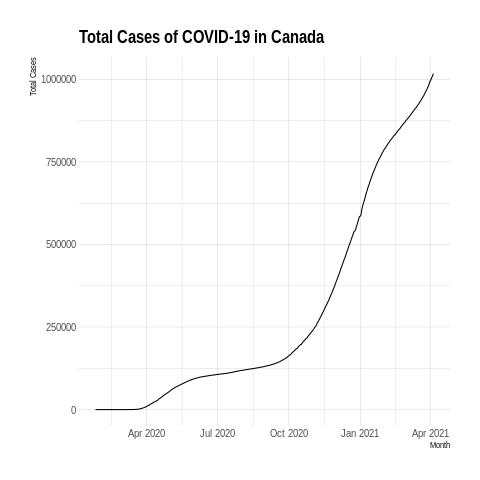 Total Cases of COVID-19 in Canada
Total Cases
1000000
750000
500000
250000
0
Apr 2020
Jul 2020
Oct 2020
Jan 2021
Apr 2021
Month